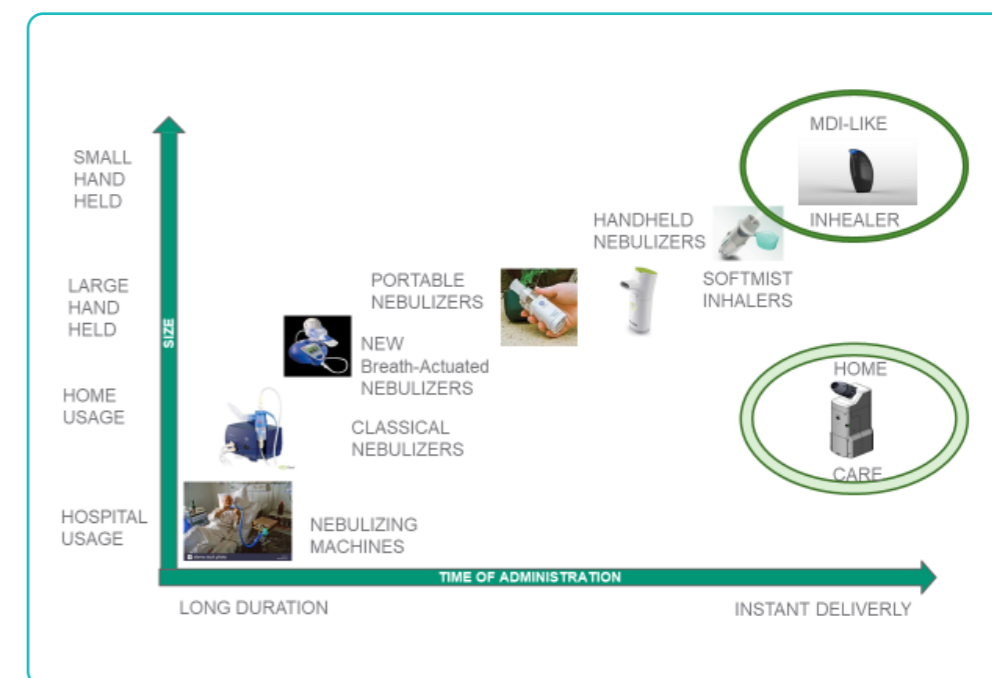 MDI-LIKE
SMALL
HAND
HELD
INHEALER
HANDHELD
NEBULIZERS
SOFTMIST
INHALERS
PORTABLE
NEBULIZERS
LARGE
HAND
HELD
SIZE
NEW
Breath-Actuated
NEBULIZERS
HOME
CARE
HOME
USAGE
CLASSICAL
NEBULIZERS
HOSPITAL
USAGE
NEBULIZING
MACHINES
TIME OF ADMINISTRATION
LONG DURATION
INSTANT DELIVERLY